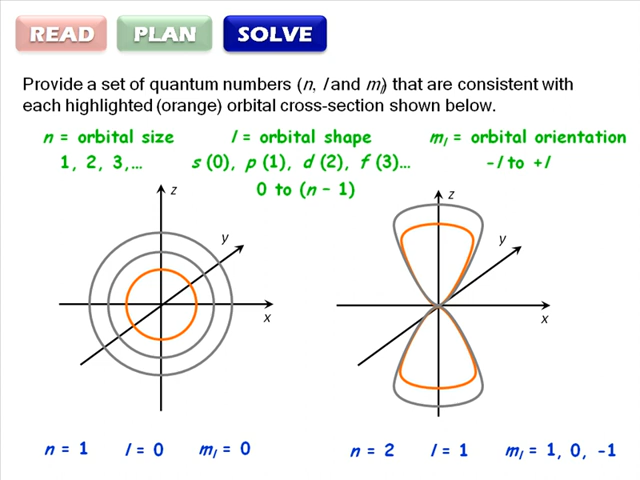 READ PLAN SOLVE
Provide a set of quantum numbers (n, l and mₗ) that are consistent with
each highlighted (orange) orbital cross-section shown below.
n = orbital size l = orbital shape mₗ = orbital orientation
1, 2, 3,… s (0), p (1), d (2), f (3)… -l to +l
0 to (n – 1)
z z
y y
x x
n = 1 l = 0 mₗ = 0 n = 2 l = 1 mₗ = 1, 0, -1